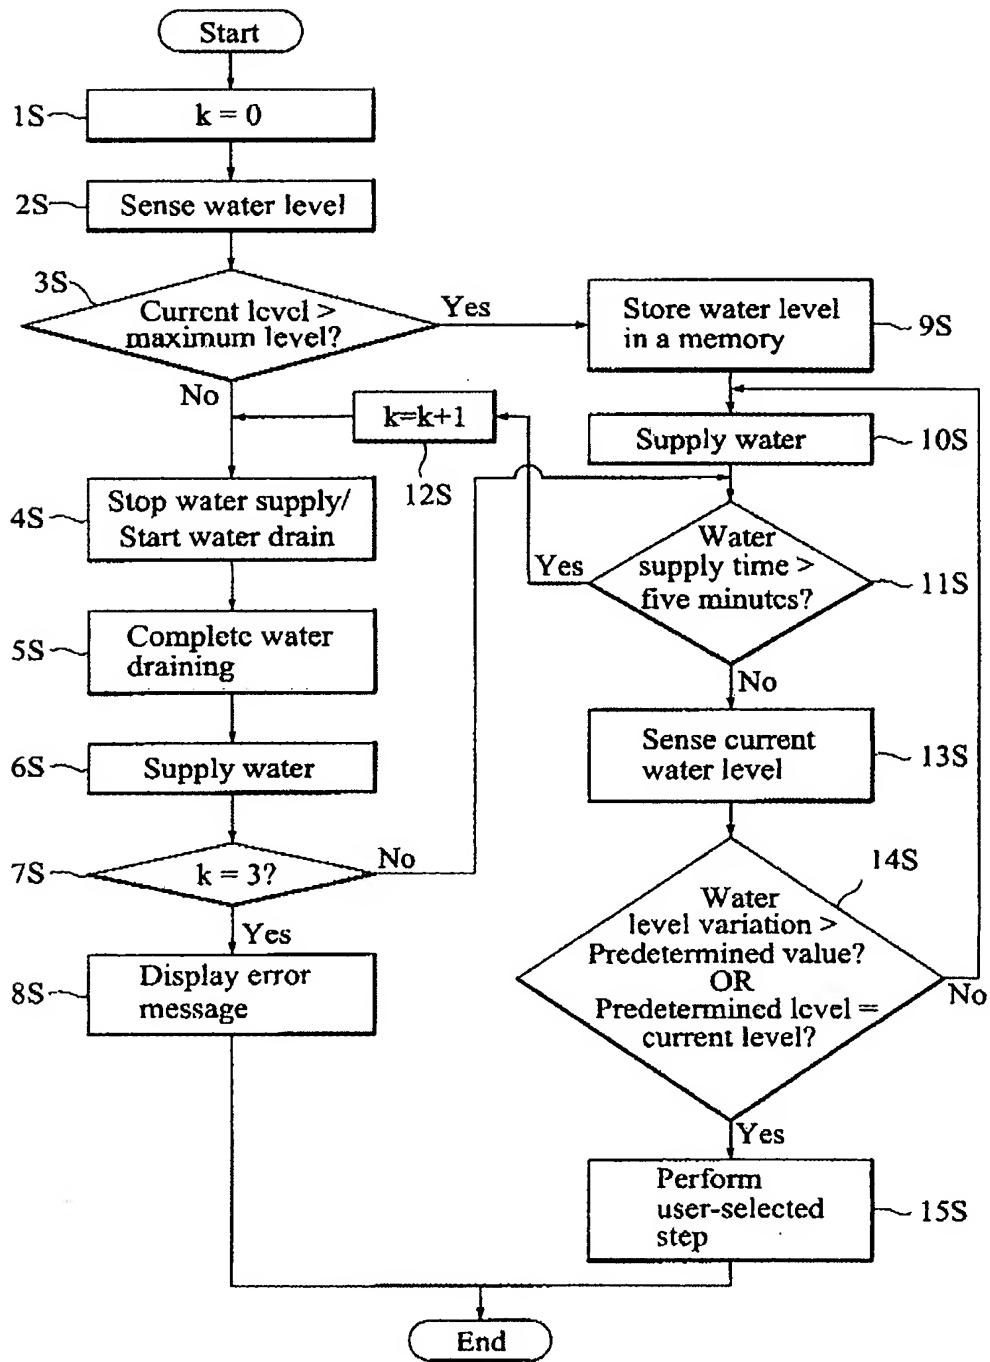 Start
1S
k = 0
2S
Sense water level
3S
Current level >
maximum level?
Yes
No
Store water level
in a memory
9S
k=k+1
12S
Supply water
10S
4S
Stop water supply/
Start water drain
Water
supply time >
five minutes?
11S
Yes
No
5S
Complete water
draining
Sense current
water level
13S
6S
Supply water
7S
k = 3?
No
Yes
14S
Water
level variation >
Predetermined value?
OR
Predetermined level =
current level?
No
Yes
8S
Display error
message
Perform
user-selected
step
15S
End